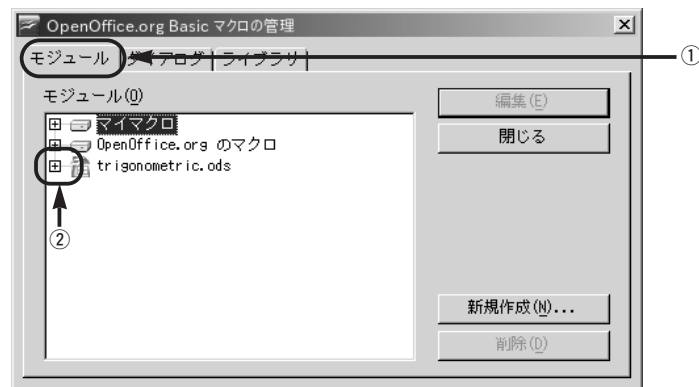 OpenOffice.org Basic マクロの管理
モジュール ダイアログ ライブラリ
①
モジュール(O)
編集(E)
マイマクロ
閉じる
OpenOffice.org のマクロ
trigonometric.ods
②
新規作成(N)...
削除(D)